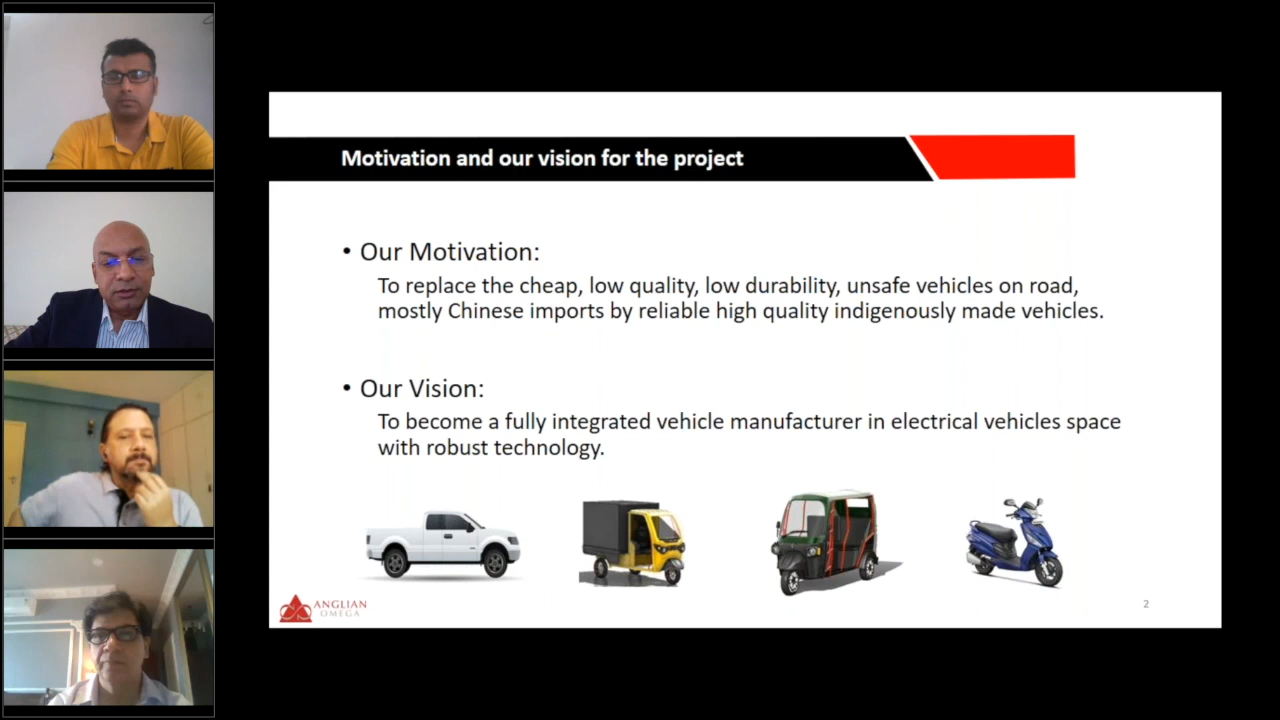 Motivation and our vision for the project
• Our Motivation:
To replace the cheap, low quality, low durability, unsafe vehicles on road,
mostly Chinese imports by reliable high quality indigenously made vehicles.
• Our Vision:
To become a fully integrated vehicle manufacturer in electrical vehicles space
with robust technology.
ANGLIAN
OMEGA
2